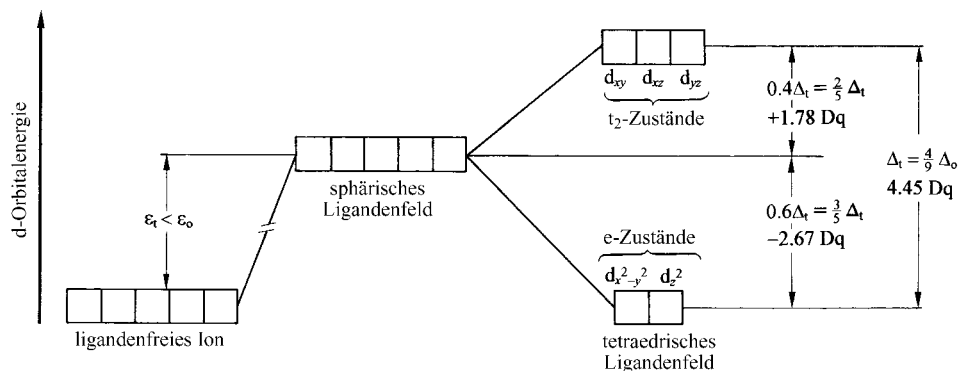 d-Orbitalenergie
ε_t < ε_o
ligandenfreies Ion
sphärisches
Ligandenfeld
d_xy d_xz d_yz
t₂-Zustände
e-Zustände
d_x²–y² d_z²
tetraedrisches
Ligandenfeld
0.4Δ_t = 2/5 Δ_t
+1.78 Dq
0.6Δ_t = 3/5 Δ_t
–2.67 Dq
Δ_t = 4/9 Δ_o
4.45 Dq